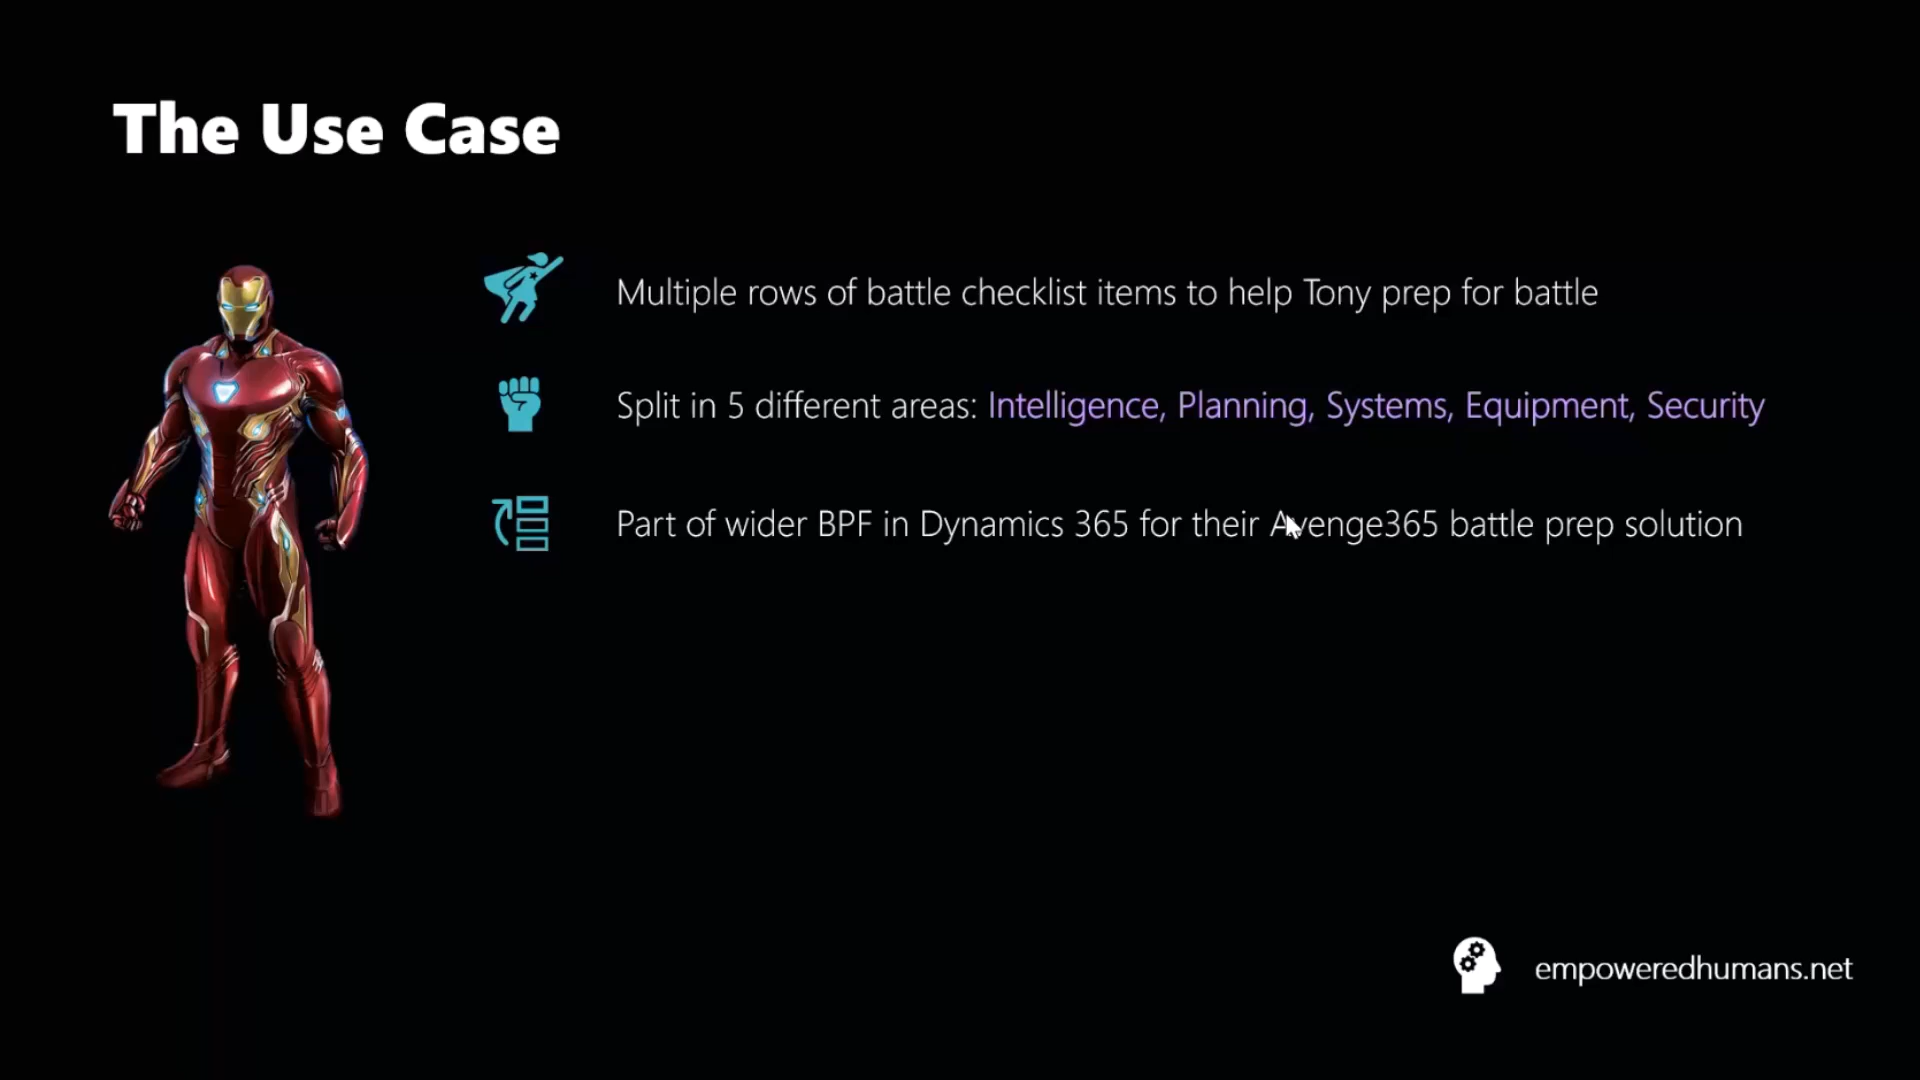 The Use Case
Multiple rows of battle checklist items to help Tony prep for battle
Split in 5 different areas: Intelligence, Planning, Systems, Equipment, Security
Part of wider BPF in Dynamics 365 for their Avenge365 battle prep solution
empoweredhumans.net